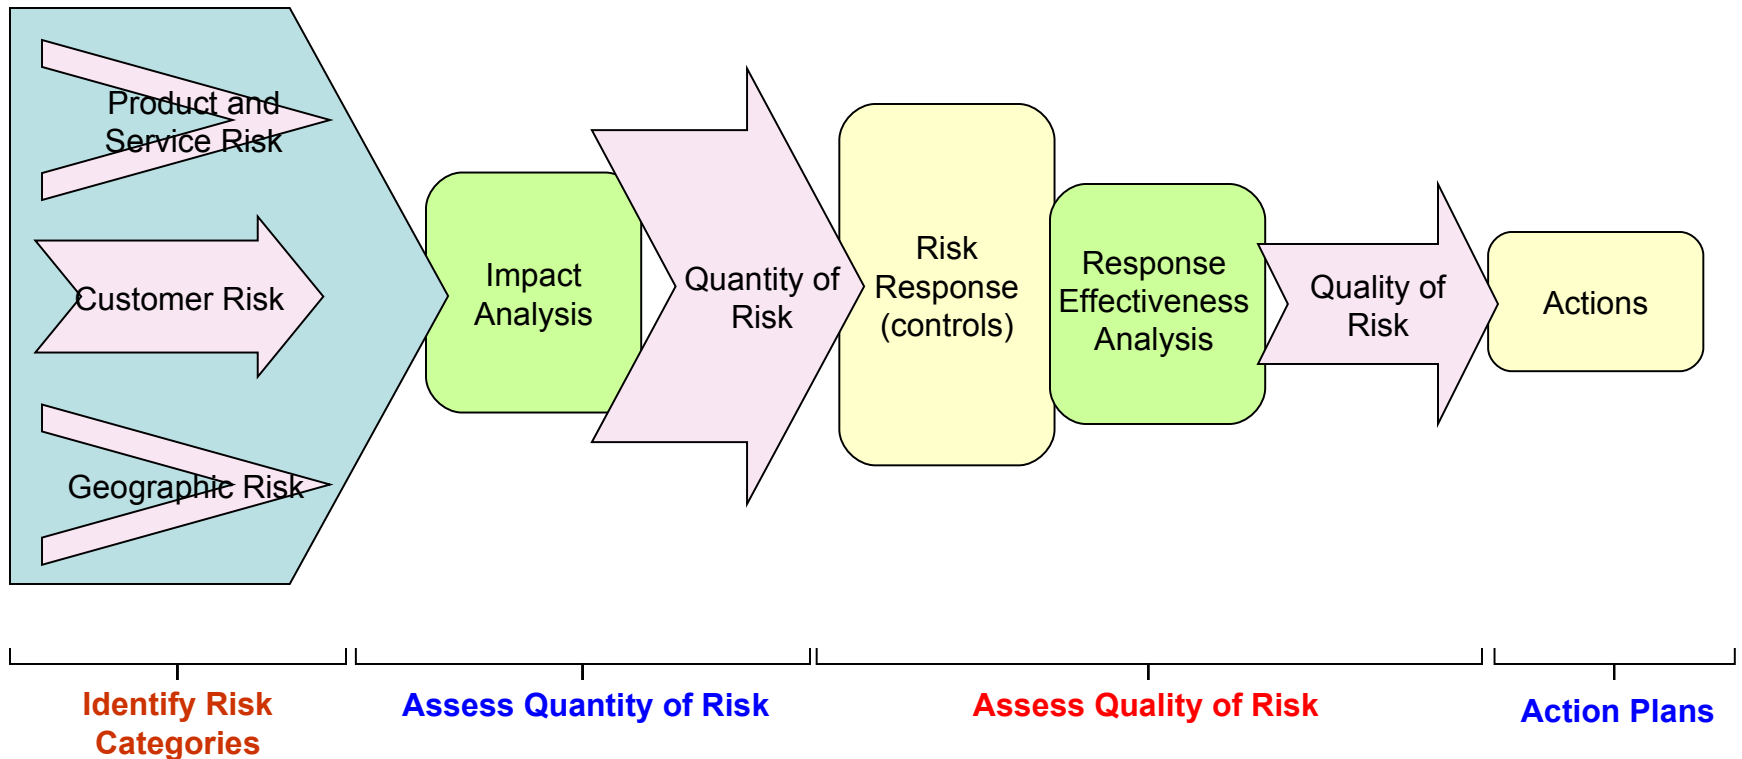 Product and
Service Risk
Customer Risk
Geographic Risk
Impact
Analysis
Quantity of
Risk
Risk
Response
(controls)
Response
Effectiveness
Analysis
Quality of
Risk
Actions
Identify Risk
Categories
Assess Quantity of Risk
Assess Quality of Risk
Action Plans